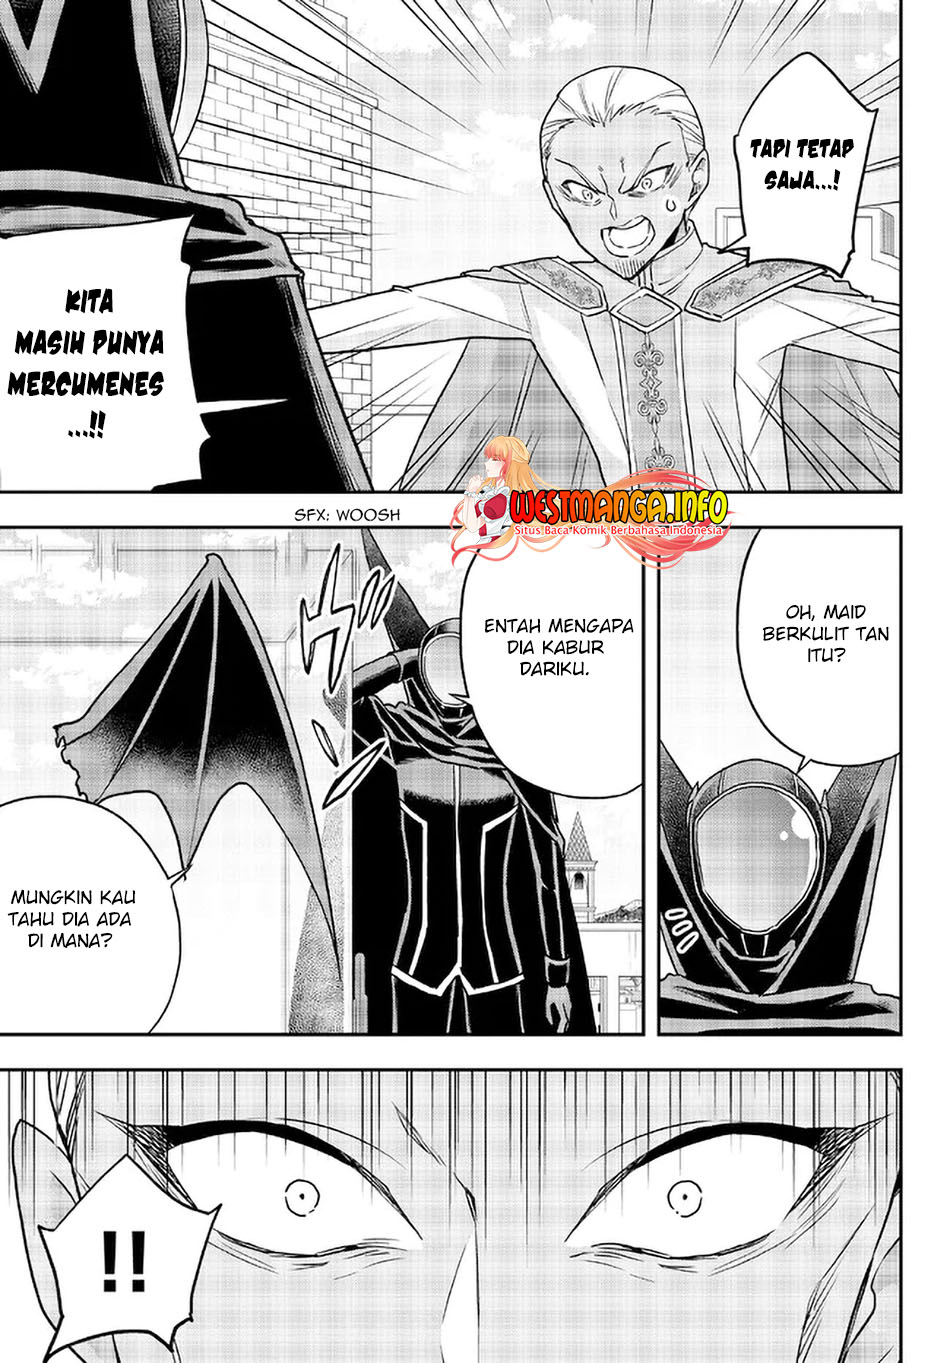 TAPI TETAP
SAJA...!
KITA
MASIH PUNYA
MERCUMENES
...!!
WESTMANGA.INFO
Situs Baca Komik Berbahasa Indonesia
SFX: WOOSH
OH, MAID
BERKULIT TAN
ITU?
ENTAH MENGAPA
DIA KABUR
DARIKU.
MUNGKIN KAU
TAHU DIA ADA
DI MANA?
!!